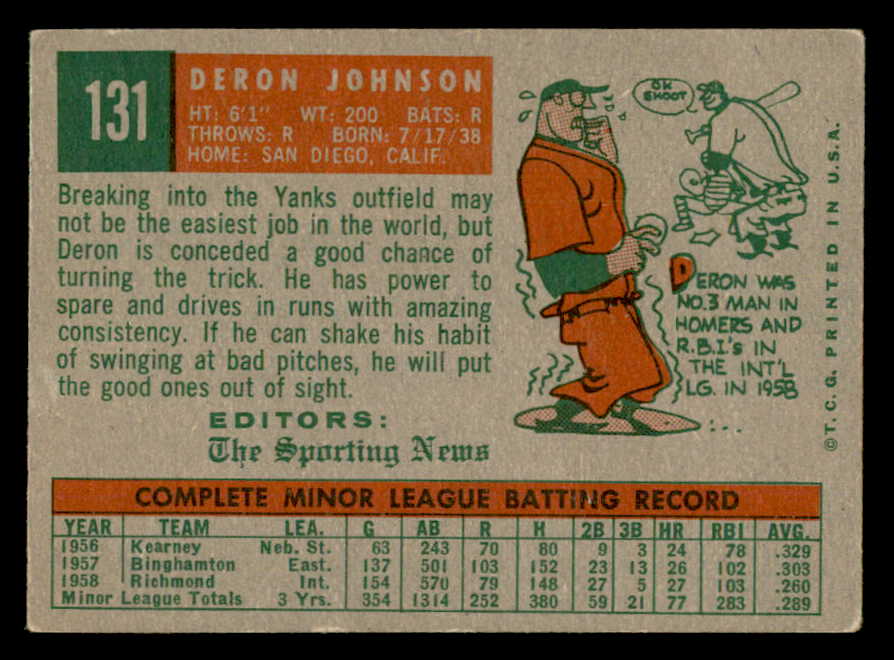 131
DERON JOHNSON
HT: 6'1" WT: 200 BATS: R
THROWS: R BORN: 7/17/38
HOME: SAN DIEGO, CALIF.
Breaking into the Yanks outfield may
not be the easiest job in the world, but
Deron is conceded a good chance of
turning the trick. He has power to
spare and drives in runs with amazing
consistency. If he can shake his habit
of swinging at bad pitches, he will put
the good ones out of sight.
EDITORS:
The Sporting News
OK
SHOOT
DERON WAS
NO.3 MAN IN
HOMERS AND
R.B.I.'s IN
THE INT'L
LG. IN 1958
©T.C.G. PRINTED IN U.S.A.
COMPLETE MINOR LEAGUE BATTING RECORD
YEAR TEAM LEA. G AB R H 2B 3B HR RBI AVG.
1956 Kearney Neb. St. 63 243 70 80 9 3 24 78 .329
1957 Binghamton East. 137 501 103 152 23 13 26 102 .303
1958 Richmond Int. 154 570 79 148 27 5 27 103 .260
Minor League Totals 3 Yrs. 354 1314 252 380 59 21 77 283 .289